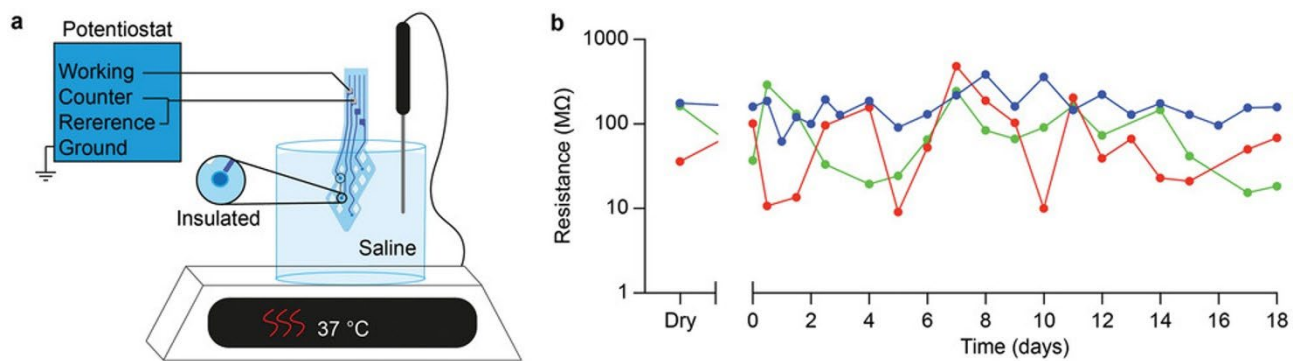 a
Potentiostat
Working
Counter
Rererence
Ground
Insulated
Saline
37 °C
b
Resistance (MΩ)
1000
100
10
1
Dry
0 2 4 6 8 10 12 14 16 18
Time (days)